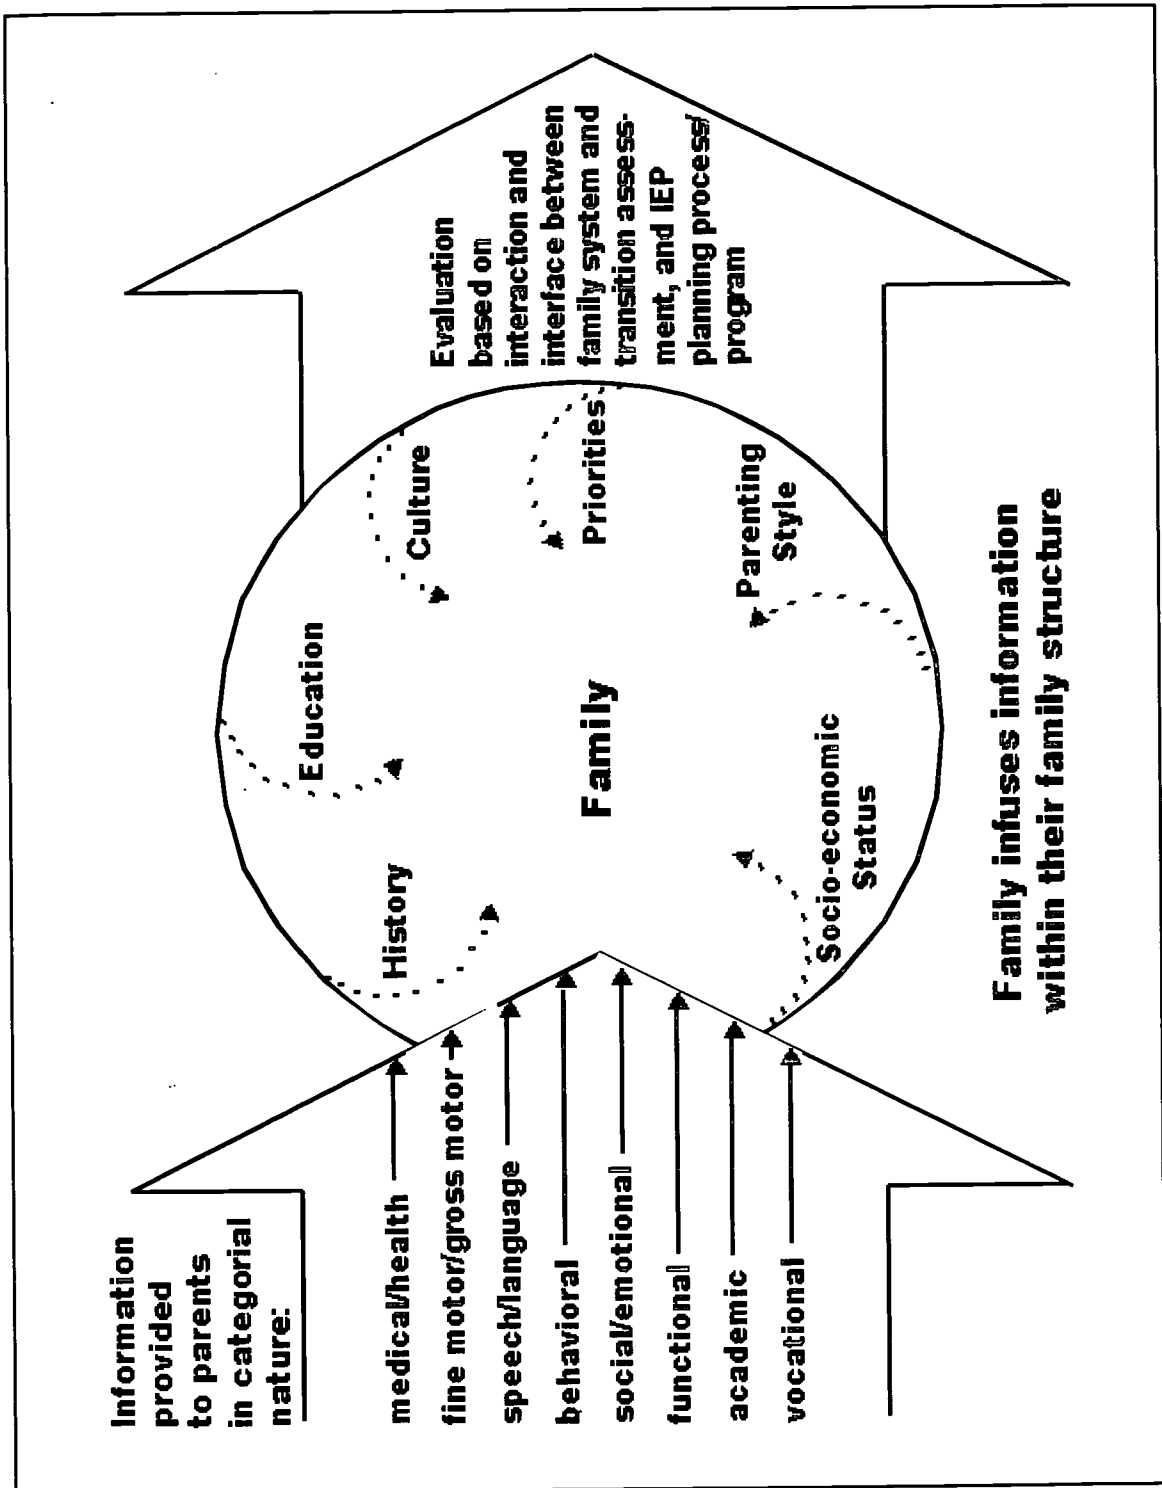 Information
provided
to parents
in categorial
nature:
medical/health
fine motor/gross motor
speech/language
behavioral
social/emotional
functional
academic
vocational
History
Education
Culture
Priorities
Parenting
Style
Socio-economic
Status
Family
Evaluation
based on
interaction and
interface between
family system and
transition assess-
ment, and IEP
planning process/
program
Family infuses information
within their family structure